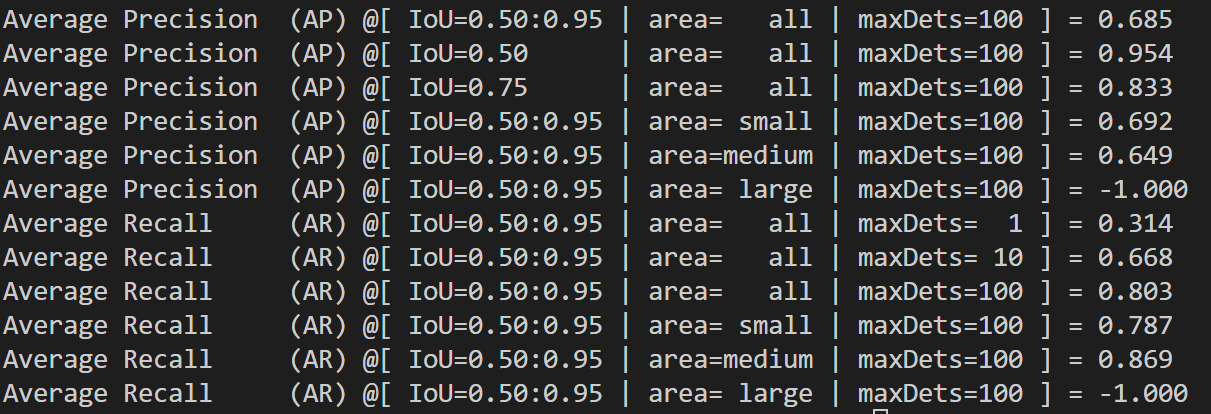 Average Precision  (AP) @[ IoU=0.50:0.95 | area=   all | maxDets=100 ] = 0.685
Average Precision  (AP) @[ IoU=0.50      | area=   all | maxDets=100 ] = 0.954
Average Precision  (AP) @[ IoU=0.75      | area=   all | maxDets=100 ] = 0.833
Average Precision  (AP) @[ IoU=0.50:0.95 | area= small | maxDets=100 ] = 0.692
Average Precision  (AP) @[ IoU=0.50:0.95 | area=medium | maxDets=100 ] = 0.649
Average Precision  (AP) @[ IoU=0.50:0.95 | area= large | maxDets=100 ] = -1.000
Average Recall     (AR) @[ IoU=0.50:0.95 | area=   all | maxDets=  1 ] = 0.314
Average Recall     (AR) @[ IoU=0.50:0.95 | area=   all | maxDets= 10 ] = 0.668
Average Recall     (AR) @[ IoU=0.50:0.95 | area=   all | maxDets=100 ] = 0.803
Average Recall     (AR) @[ IoU=0.50:0.95 | area= small | maxDets=100 ] = 0.787
Average Recall     (AR) @[ IoU=0.50:0.95 | area=medium | maxDets=100 ] = 0.869
Average Recall     (AR) @[ IoU=0.50:0.95 | area= large | maxDets=100 ] = -1.000